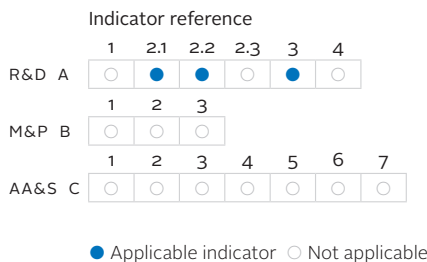 Indicator reference
1 2.1 2.2 2.3 3 4
R&D A
1 2 3
M&P B
1 2 3 4 5 6 7
AA&S C
Applicable indicator Not applicable